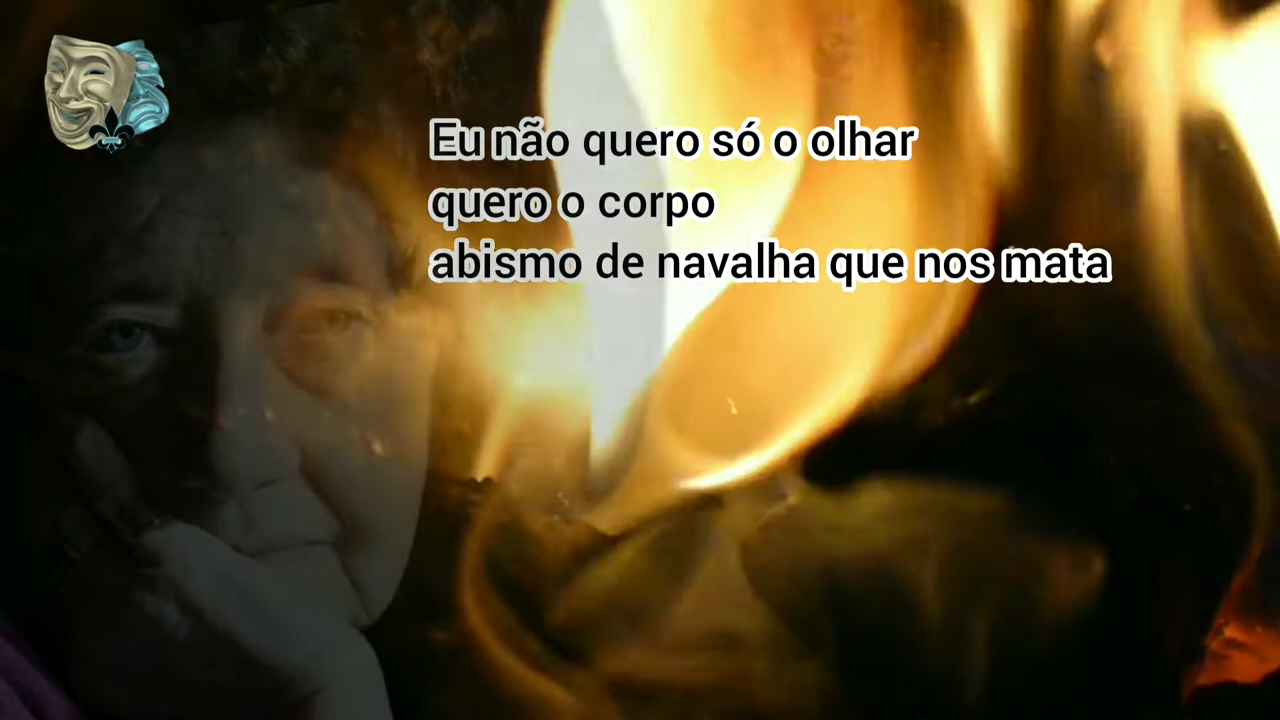 Eu não quero só o olhar
quero o corpo
abismo de navalha que nos mata